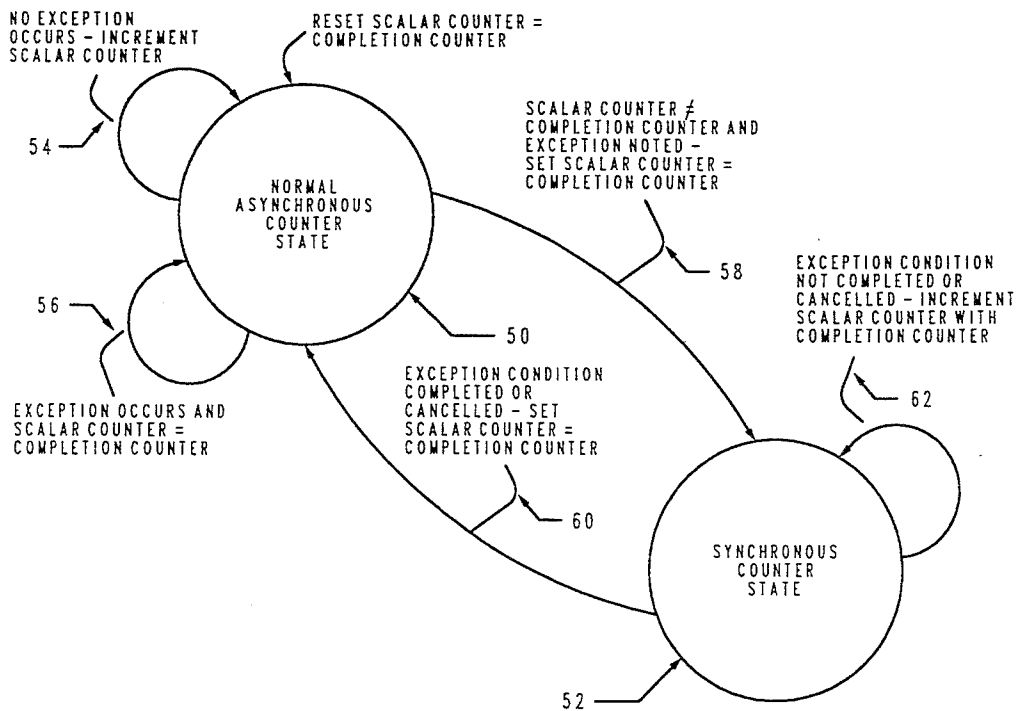 NO EXCEPTION
OCCURS - INCREMENT
SCALAR COUNTER
54
RESET SCALAR COUNTER =
COMPLETION COUNTER
NORMAL
ASYNCHRONOUS
COUNTER
STATE
SCALAR COUNTER ≠
COMPLETION COUNTER AND
EXCEPTION NOTED -
SET SCALAR COUNTER =
COMPLETION COUNTER
58
EXCEPTION CONDITION
NOT COMPLETED OR
CANCELLED - INCREMENT
SCALAR COUNTER WITH
COMPLETION COUNTER
62
56
EXCEPTION OCCURS AND
SCALAR COUNTER =
COMPLETION COUNTER
50
EXCEPTION CONDITION
COMPLETED OR
CANCELLED - SET
SCALAR COUNTER =
COMPLETION COUNTER
60
SYNCHRONOUS
COUNTER
STATE
52